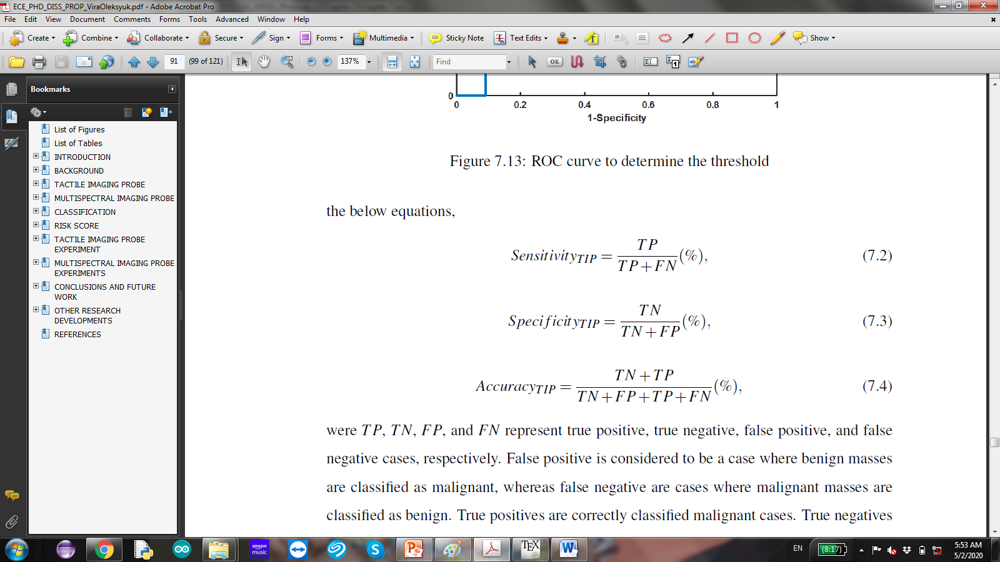 ECE_PHD_DISS_PROP_ViraOleksyuk.pdf - Adobe Acrobat Pro
File Edit View Document Comments Forms Tools Advanced Window Help
Create Combine Collaborate Secure Sign Forms Multimedia Sticky Note Text Edits Show
91 (99 of 121) 137% Find OK
Bookmarks
List of Figures
List of Tables
INTRODUCTION
BACKGROUND
TACTILE IMAGING PROBE
MULTISPECTRAL IMAGING PROBE
CLASSIFICATION
RISK SCORE
TACTILE IMAGING PROBE
EXPERIMENT
MULTISPECTRAL IMAGING PROBE
EXPERIMENTS
CONCLUSIONS AND FUTURE
WORK
OTHER RESEARCH
DEVELOPMENTS
REFERENCES
0
0 0.2 0.4 0.6 0.8 1
1-Specificity
Figure 7.13: ROC curve to determine the threshold
the below equations,
Sensitivity_TIP = TP / (TP + FN) (%), (7.2)
Specificity_TIP = TN / (TN + FP) (%), (7.3)
Accuracy_TIP = (TN + TP) / (TN + FP + TP + FN) (%), (7.4)
were TP, TN, FP, and FN represent true positive, true negative, false positive, and false
negative cases, respectively. False positive is considered to be a case where benign masses
are classified as malignant, whereas false negative are cases where malignant masses are
classified as benign. True positives are correctly classified malignant cases. True negatives
amazon
music
S
P
TEX
W
EN
(8:17)
5:53 AM
5/2/2020